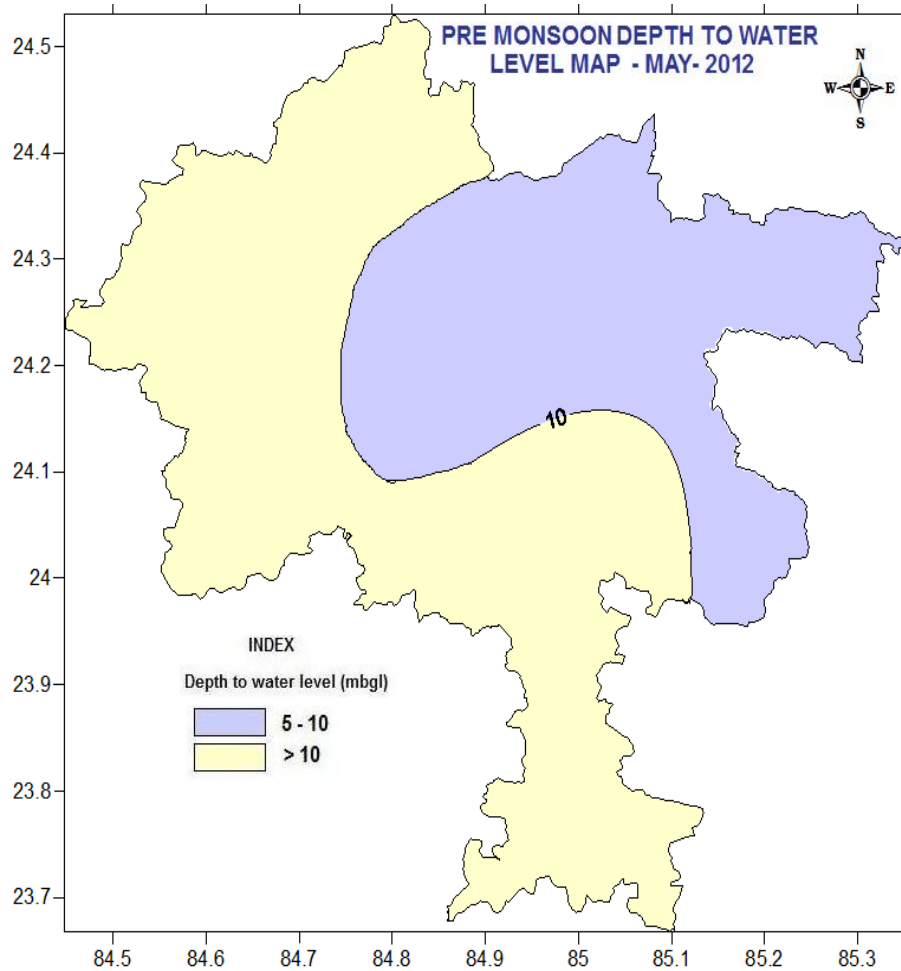 PRE MONSOON DEPTH TO WATER
LEVEL MAP - MAY- 2012
N
W E
S
24.5
24.4
24.3
24.2
24.1
24
23.9
23.8
23.7
10
INDEX
Depth to water level (mbgl)
5 - 10
> 10
84.5 84.6 84.7 84.8 84.9 85 85.1 85.2 85.3